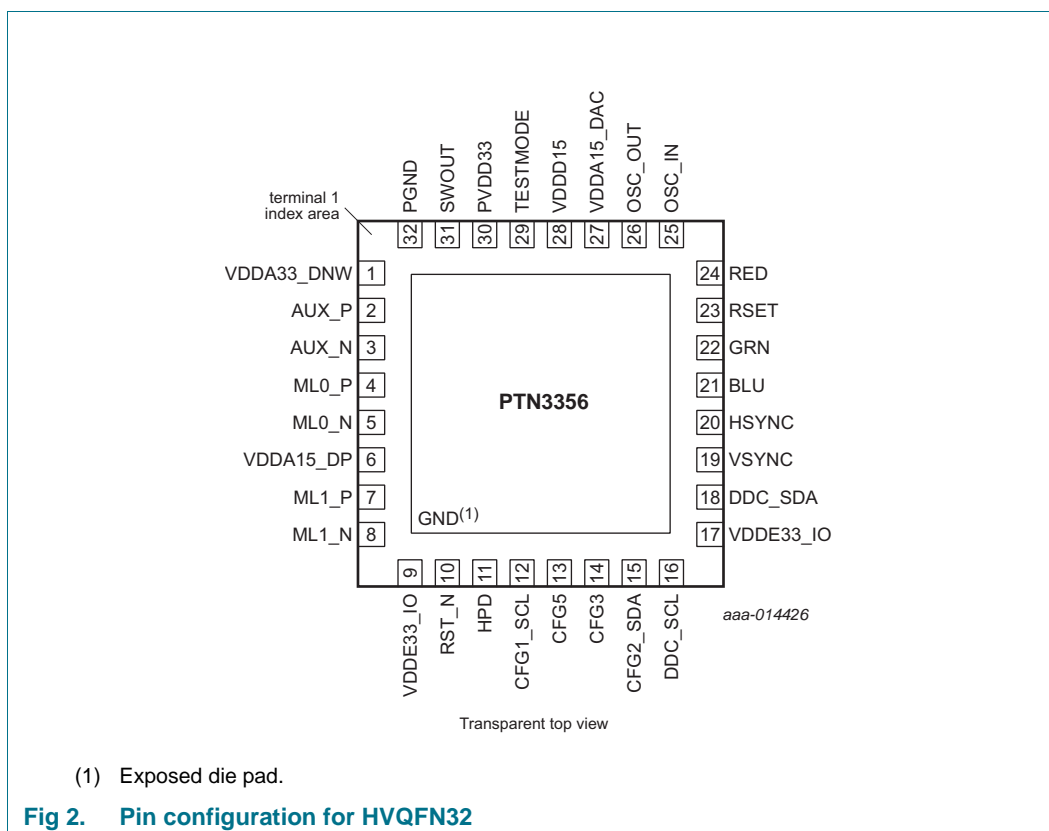 PGND
SWOUT
PVDD33
TESTMODE
VDDD15
VDDA15_DAC
OSC_OUT
OSC_IN
terminal 1
index area
32 31 30 29 28 27 26 25
VDDA33_DNW 1
AUX_P 2
AUX_N 3
ML0_P 4
ML0_N 5
VDDA15_DP 6
ML1_P 7
ML1_N 8
24 RED
23 RSET
22 GRN
21 BLU
20 HSYNC
19 VSYNC
18 DDC_SDA
17 VDDE33_IO
PTN3356
GND(1)
9 10 11 12 13 14 15 16
VDDE33_IO
RST_N
HPD
CFG1_SCL
CFG5
CFG3
CFG2_SDA
DDC_SCL
aaa-014426
Transparent top view
(1) Exposed die pad.
Fig 2. Pin configuration for HVQFN32